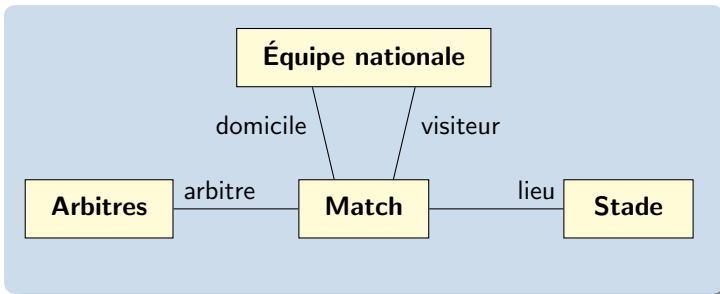 Équipe nationale
domicile visiteur
arbitre lieu
Arbitres Match Stade